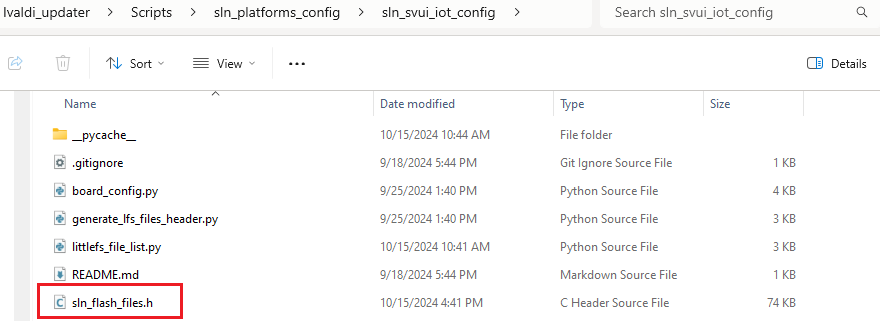 lvaldi_updater > Scripts > sln_platforms_config > sln_svui_iot_config > Search sln_svui_iot_config
Sort View ... Details
Name Date modified Type Size
__pycache__ 10/15/2024 10:44 AM File folder
.gitignore 9/18/2024 5:44 PM Git Ignore Source File 1 KB
board_config.py 9/25/2024 1:40 PM Python Source File 4 KB
generate_lfs_files_header.py 9/25/2024 1:40 PM Python Source File 3 KB
littlefs_file_list.py 10/15/2024 10:41 AM Python Source File 3 KB
README.md 9/18/2024 5:44 PM Markdown Source File 3 KB
sln_flash_files.h 10/15/2024 4:41 PM C Header Source File 74 KB